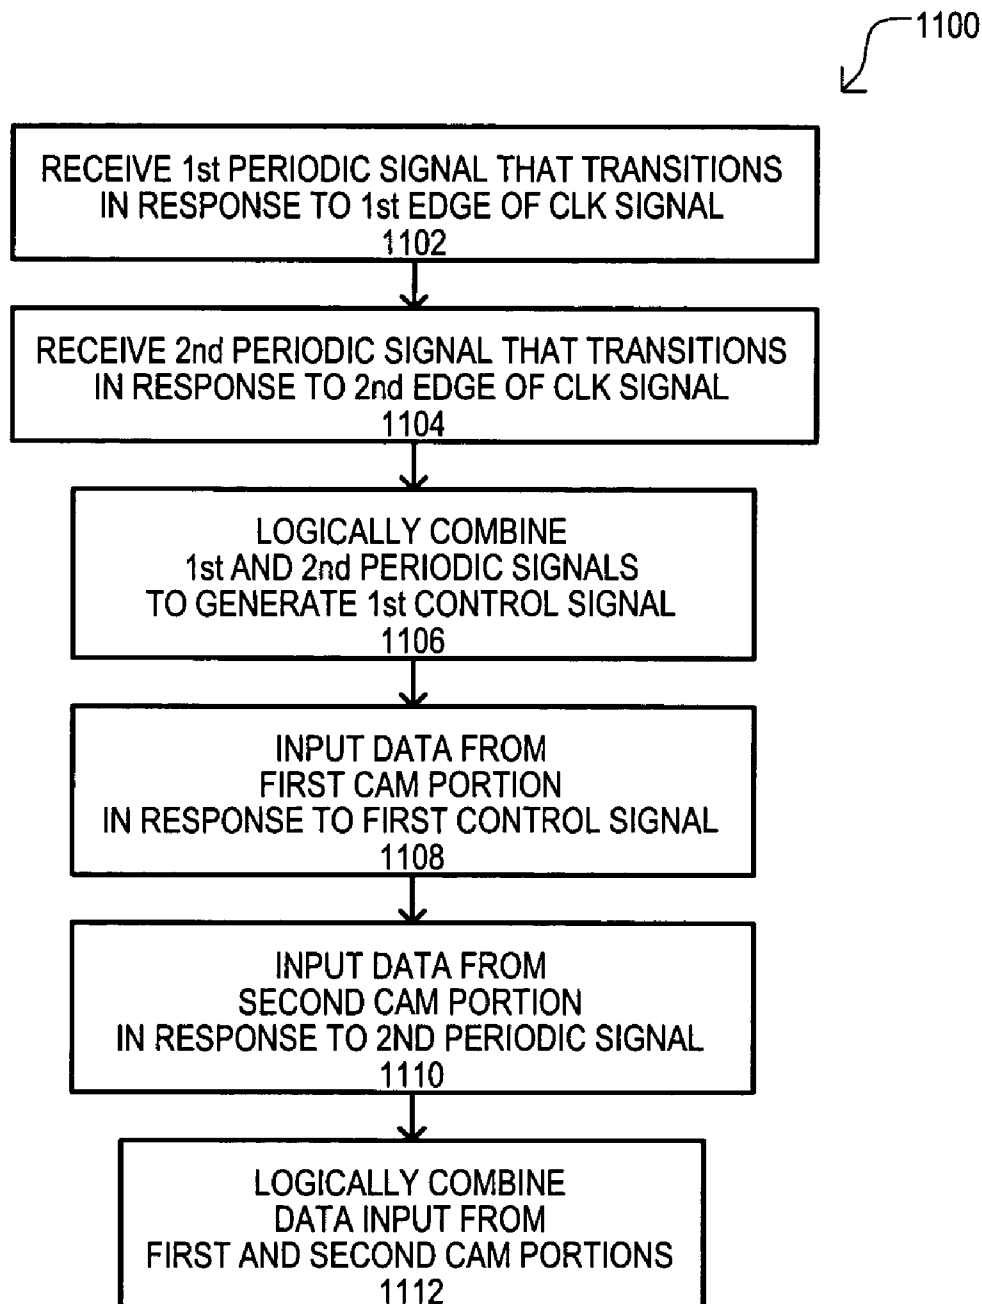 1100
RECEIVE 1st PERIODIC SIGNAL THAT TRANSITIONS
IN RESPONSE TO 1st EDGE OF CLK SIGNAL
1102
RECEIVE 2nd PERIODIC SIGNAL THAT TRANSITIONS
IN RESPONSE TO 2nd EDGE OF CLK SIGNAL
1104
LOGICALLY COMBINE
1st AND 2nd PERIODIC SIGNALS
TO GENERATE 1st CONTROL SIGNAL
1106
INPUT DATA FROM
FIRST CAM PORTION
IN RESPONSE TO FIRST CONTROL SIGNAL
1108
INPUT DATA FROM
SECOND CAM PORTION
IN RESPONSE TO 2ND PERIODIC SIGNAL
1110
LOGICALLY COMBINE
DATA INPUT FROM
FIRST AND SECOND CAM PORTIONS
1112